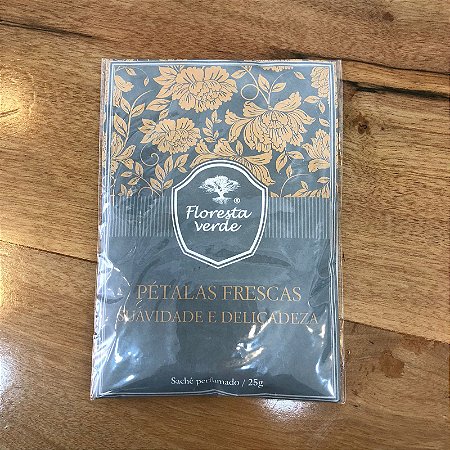 ®
Floresta
verde
PÉTALAS FRESCAS
SUAVIDADE E DELICADEZA
Sachê perfumado / 25g